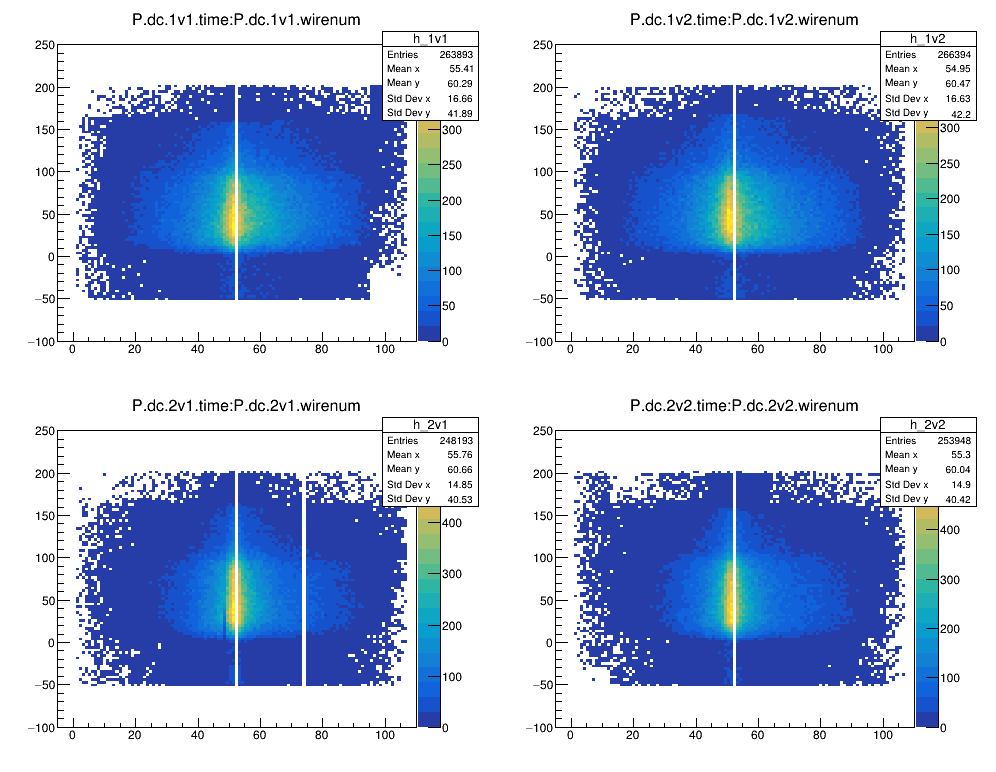 P.dc.1v1.time:P.dc.1v1.wirenum
h_1v1
Entries 263893
Mean x 55.41
Mean y 60.29
Std Dev x 16.66
Std Dev y 41.89
250
200
150
100
50
0
−50
−100
0 20 40 60 80 100
300
250
200
150
100
50
0
P.dc.1v2.time:P.dc.1v2.wirenum
h_1v2
Entries 266394
Mean x 54.95
Mean y 60.47
Std Dev x 16.63
Std Dev y 42.2
250
200
150
100
50
0
−50
−100
0 20 40 60 80 100
300
250
200
150
100
50
0
P.dc.2v1.time:P.dc.2v1.wirenum
h_2v1
Entries 248193
Mean x 55.76
Mean y 60.66
Std Dev x 14.85
Std Dev y 40.53
250
200
150
100
50
0
−50
−100
0 20 40 60 80 100
400
300
200
100
0
P.dc.2v2.time:P.dc.2v2.wirenum
h_2v2
Entries 253948
Mean x 55.3
Mean y 60.04
Std Dev x 14.9
Std Dev y 40.42
250
200
150
100
50
0
−50
−100
0 20 40 60 80 100
400
300
200
100
0